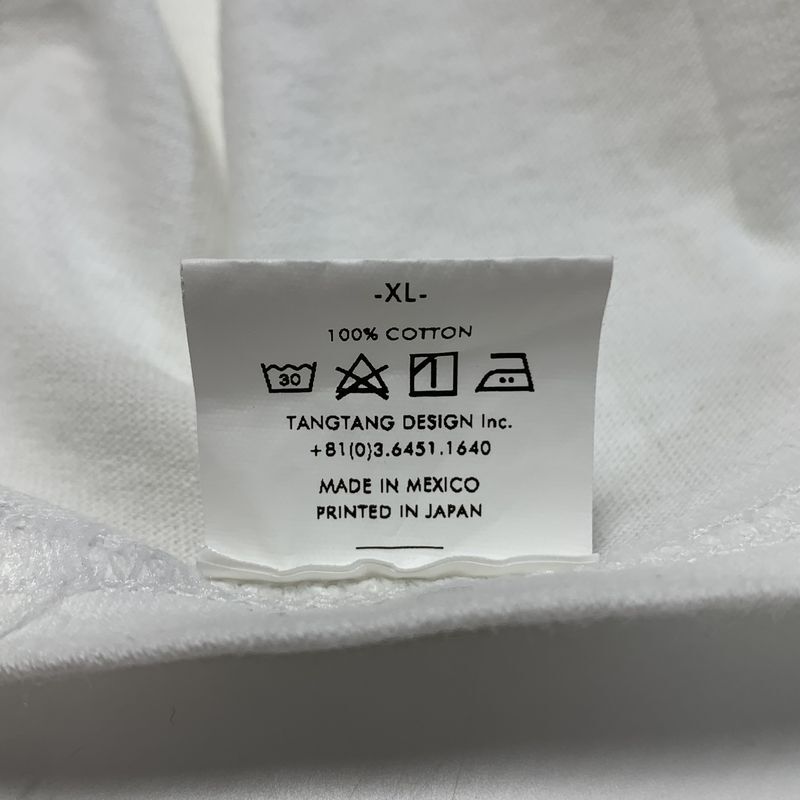 -XL-
100% COTTON
30
TANGTANG DESIGN Inc.
+81(0)3.6451.1640
MADE IN MEXICO
PRINTED IN JAPAN